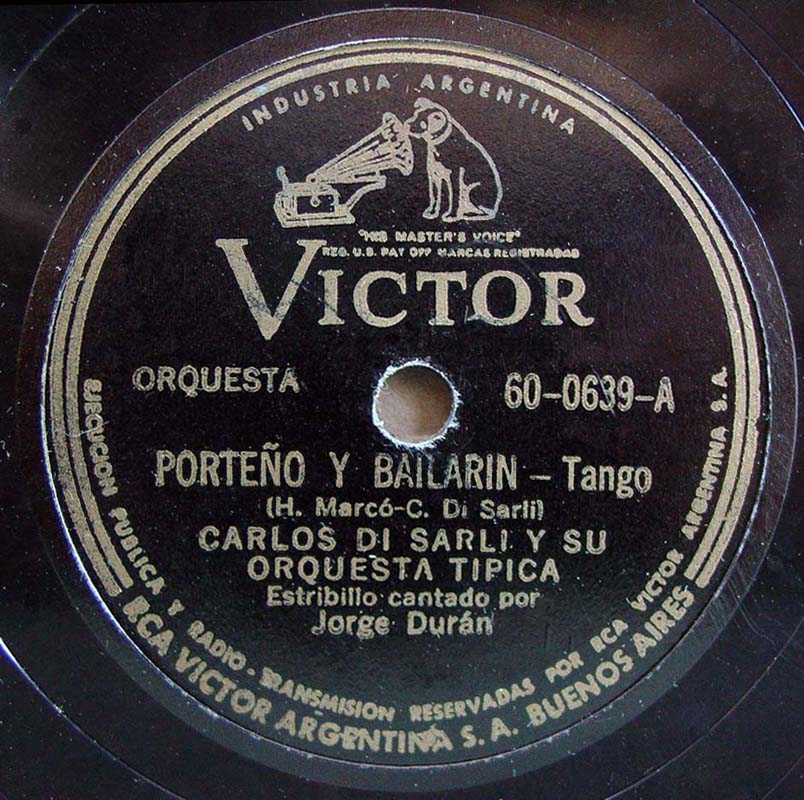 INDUSTRIA ARGENTINA
"HIS MASTER'S VOICE"
REG. U.S. PAT OFF MARCAS REGISTRADAS
VICTOR
ORQUESTA
60-0639-A
PORTEÑO Y BAILARIN - Tango
(H. Marcó-C. Di Sarli)
CARLOS DI SARLI Y SU
ORQUESTA TIPICA
Estribillo cantado por
Jorge Durán
EJECUCION PUBLICA Y RADIO-TRANSMISION RESERVADAS POR RCA VICTOR ARGENTINA S.A.
RCA VICTOR ARGENTINA S.A. BUENOS AIRES